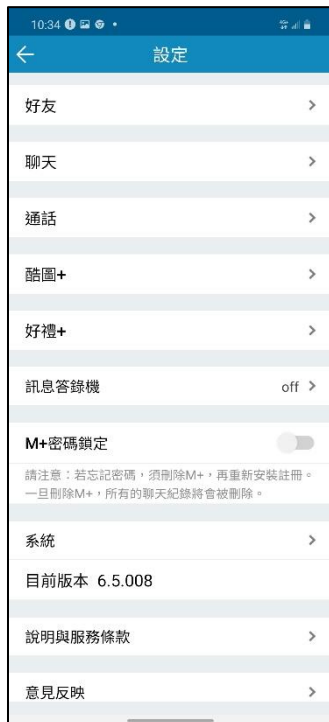 10:34
設定
好友
聊天
通話
酷圖+
好禮+
訊息答錄機 off
M+密碼鎖定
請注意：若忘記密碼，須刪除M+，再重新安裝註冊。
一旦刪除M+，所有的聊天紀錄將會被刪除。
系統
目前版本 6.5.008
說明與服務條款
意見反映